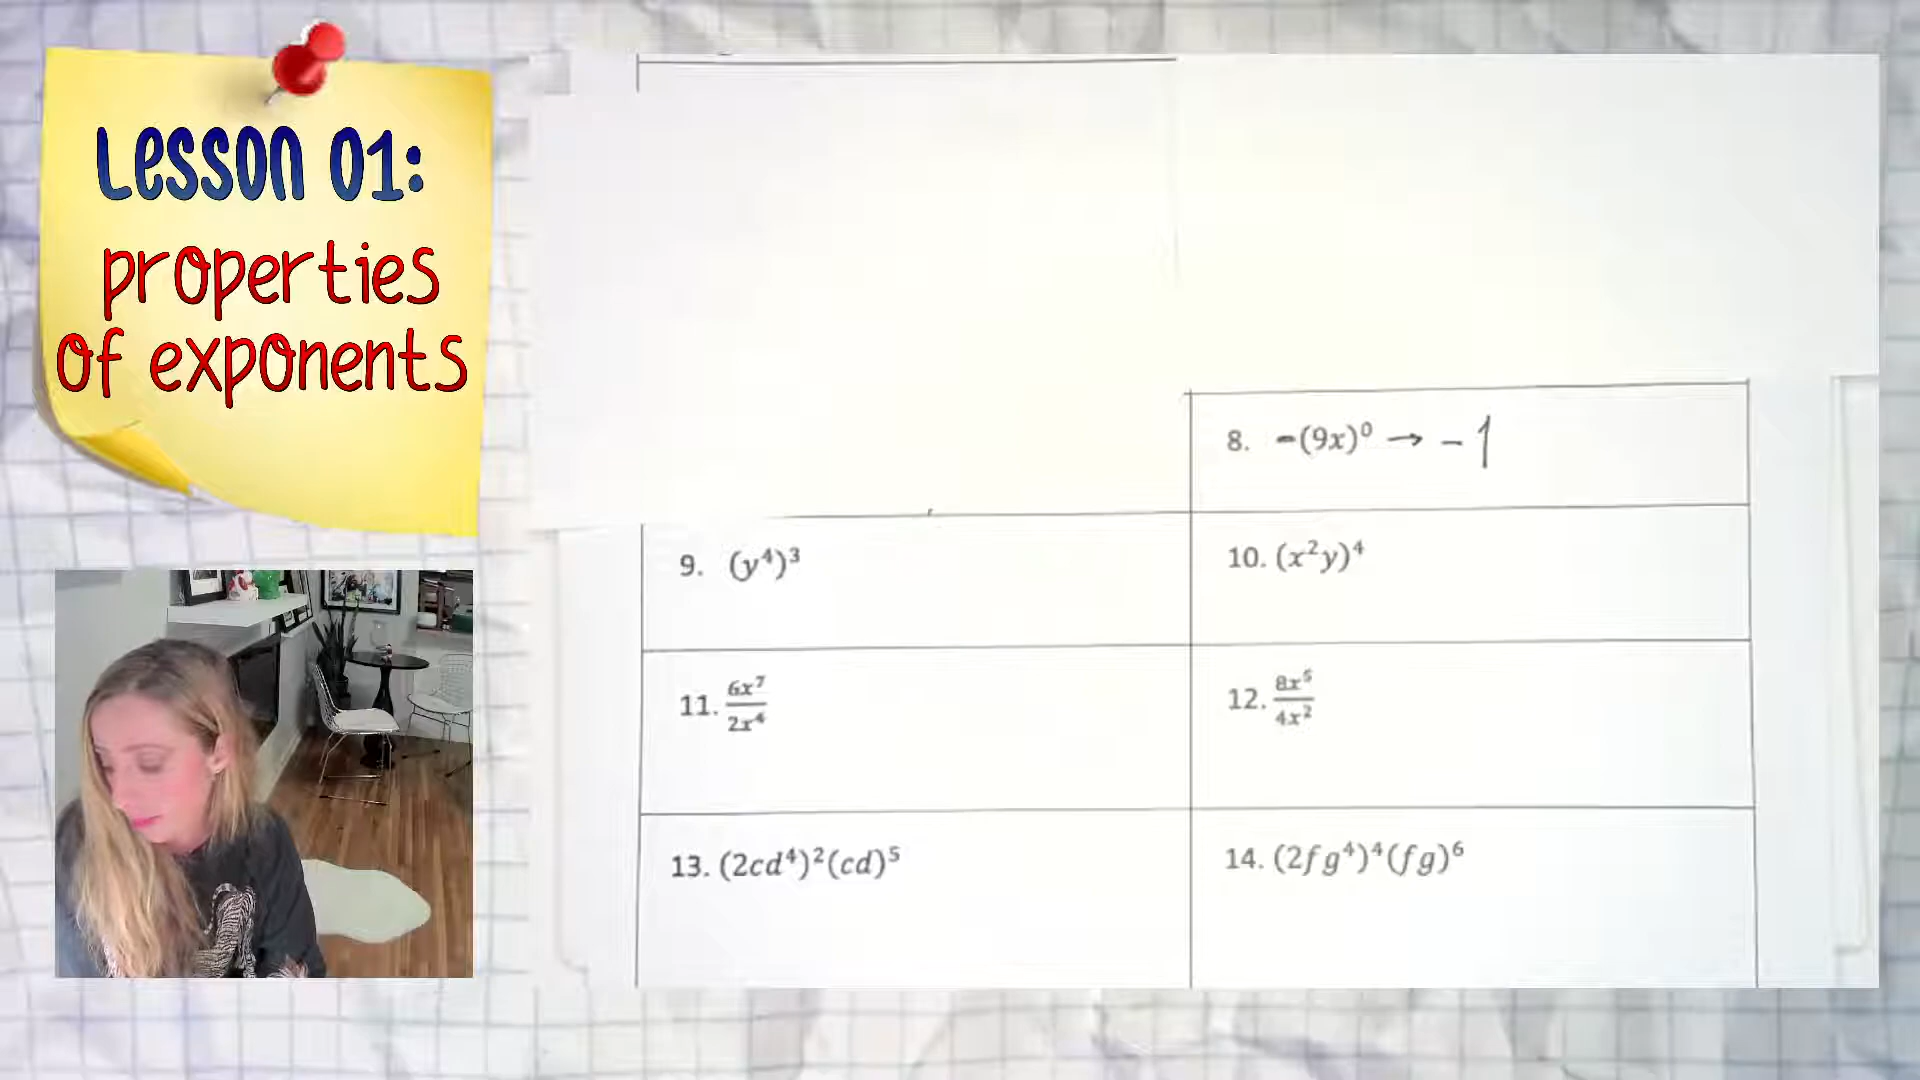 Lesson 01:
properties
of exponents
8. -(9x)⁰ → -1
9. (y⁴)³
10. (x²y)⁴
11. 6x⁷/2x⁴
12. 8x⁵/4x²
13. (2cd⁴)²(cd)⁵
14. (2fg⁴)⁴(fg)⁶